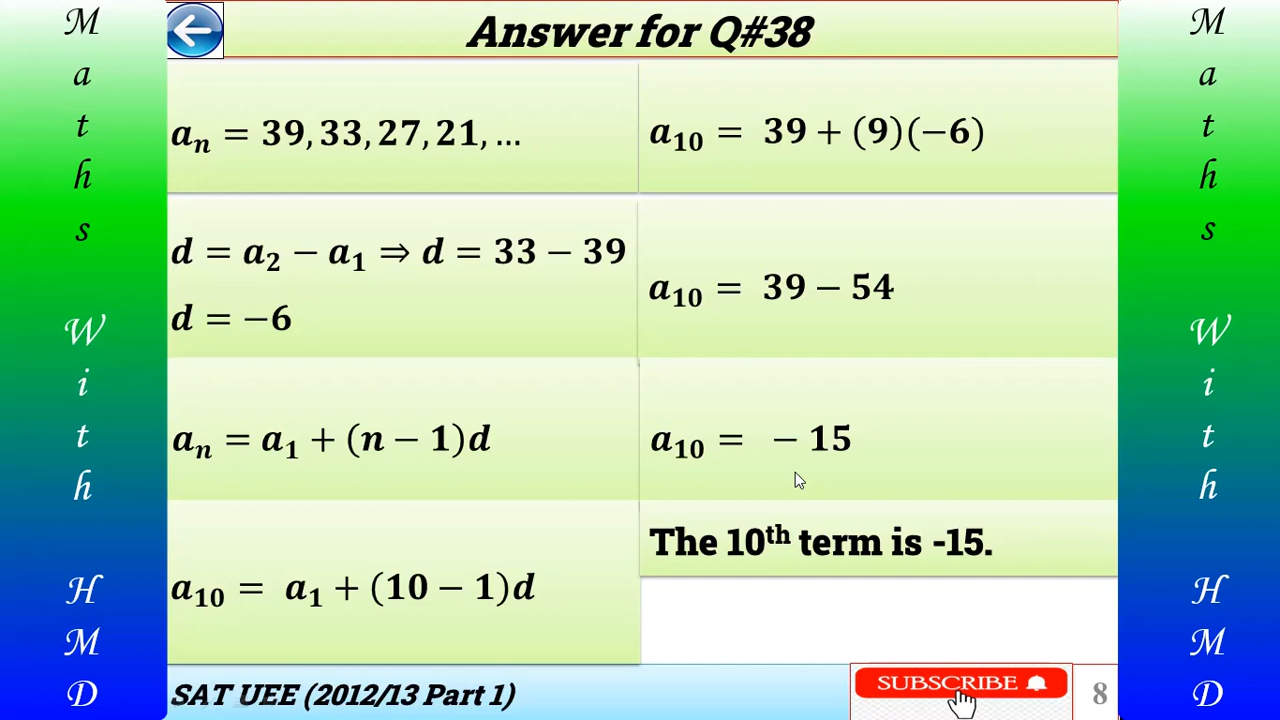 Answer for Q#38
aₙ = 39, 33, 27, 21, ...
d = a₂ − a₁ ⇒ d = 33 − 39
d = −6
aₙ = a₁ + (n − 1)d
a₁₀ = a₁ + (10 − 1)d
a₁₀ = 39 + (9)(−6)
a₁₀ = 39 − 54
a₁₀ = − 15
The 10ᵗʰ term is -15.
SAT UEE (2012/13 Part 1)
SUBSCRIBE
8
Maths With HMD
Maths With HMD